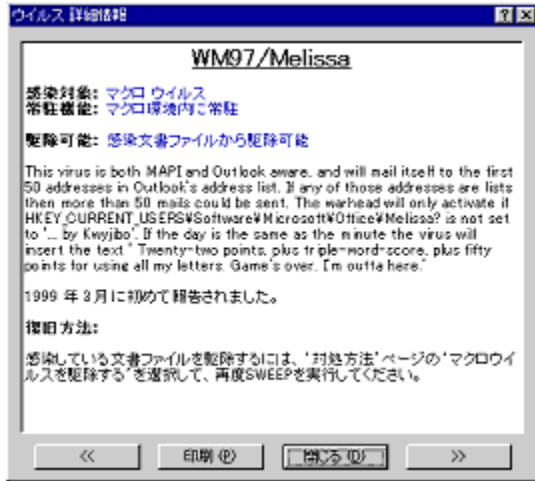 ウイルス 詳細情報
WM97/Melissa
感染対象: マクロ ウイルス
常駐機能: マクロ環境内に常駐
駆除可能: 感染文書ファイルから駆除可能
This virus is both MAPI and Outlook aware, and will mail itself to the first
50 addresses in Outlook's address list. If any of those addresses are lists
then more than 50 mails could be sent. The warhead will only activate if
HKEY_CURRENT_USERS¥Software¥Microsoft¥Office¥Melissa? is not set
to '... by Kwyjibo'. If the day is the same as the minute the virus will
insert the text " Twenty-two points, plus triple-word-score, plus fifty
points for using all my letters. Game's over. I'm outta here."
1999 年 3月に初めて報告されました。
復旧方法:
感染している文書ファイルを駆除するには、'対処方法'ページの'マクロウイ
ルスを駆除する'を選択して、再度SWEEPを実行してください。
<< 印刷(P) 閉じる(O) >>